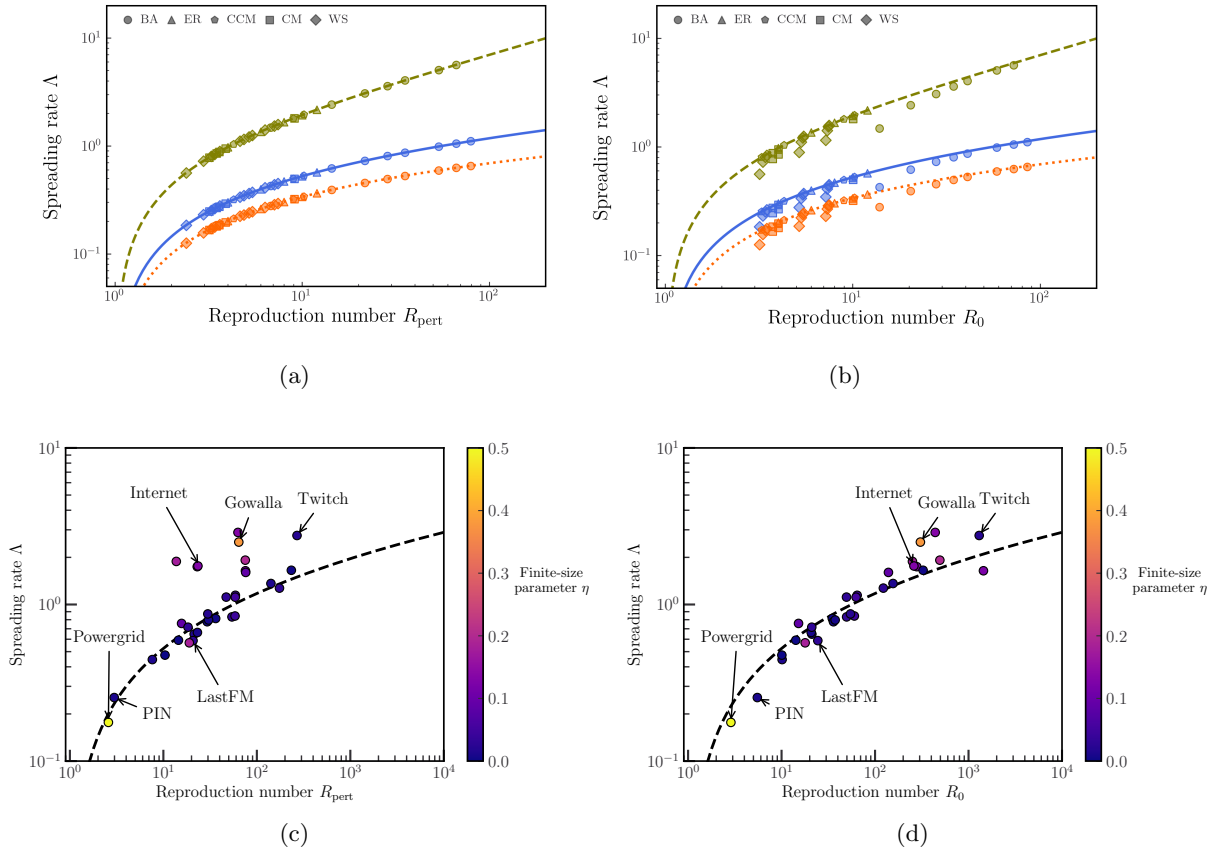 BA ER CCM CM WS
10^1
10^0
10^-1
Spreading rate Λ
10^0 10^1 10^2
Reproduction number R_pert
(a)
BA ER CCM CM WS
10^1
10^0
10^-1
Spreading rate Λ
10^0 10^1 10^2
Reproduction number R_0
(b)
10^1
10^0
10^-1
Spreading rate Λ
Internet
Gowalla
Twitch
Powergrid
LastFM
PIN
10^0 10^1 10^2 10^3 10^4
Reproduction number R_pert
0.5
0.4
0.3
0.2
0.1
0.0
Finite-size
parameter η
(c)
10^1
10^0
10^-1
Spreading rate Λ
Internet
Gowalla
Twitch
Powergrid
LastFM
PIN
10^0 10^1 10^2 10^3 10^4
Reproduction number R_0
0.5
0.4
0.3
0.2
0.1
0.0
Finite-size
parameter η
(d)